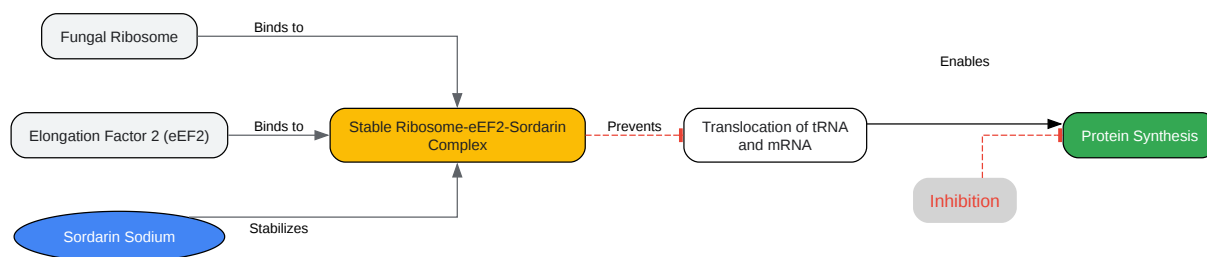 Fungal Ribosome
Binds to
Enables
Elongation Factor 2 (eEF2)
Binds to
Stable Ribosome-eEF2-Sordarin
Complex
Prevents
Translocation of tRNA
and mRNA
Protein Synthesis
Inhibition
Sordarin Sodium
Stabilizes